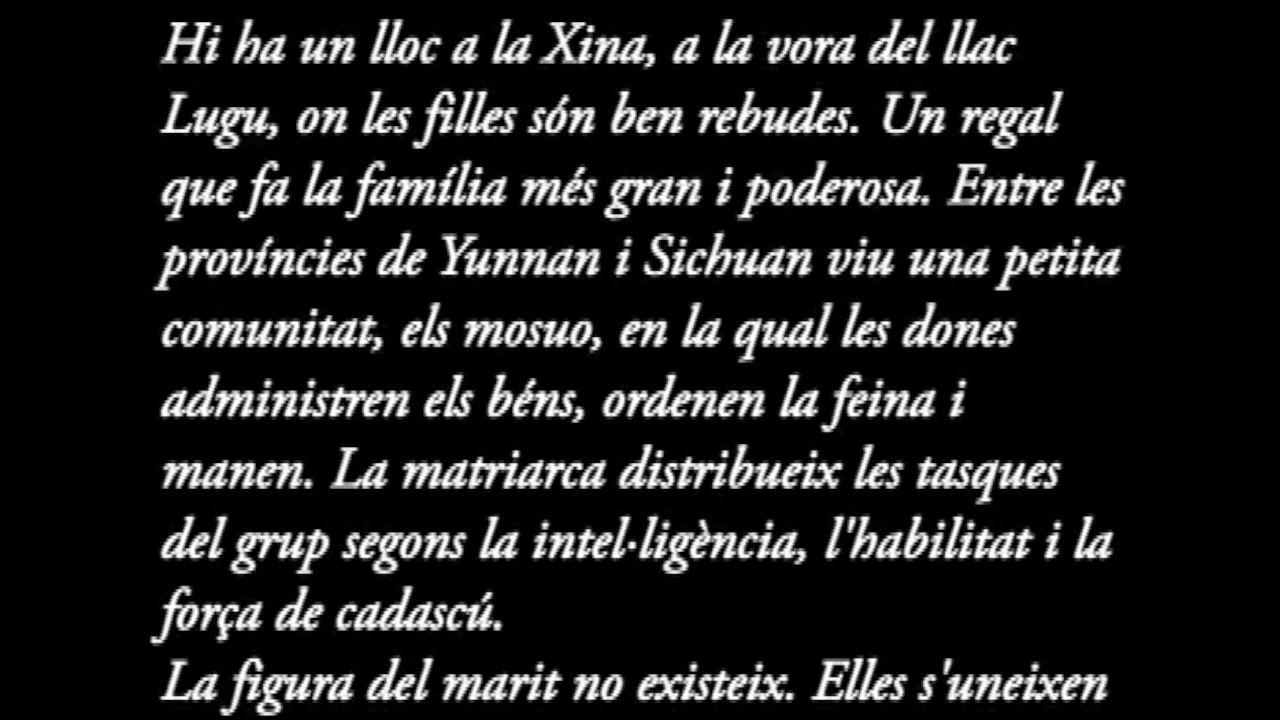 Hi ha un lloc a la Xina, a la vora del llac
Lugu, on les filles són ben rebudes. Un regal
que fa la família més gran i poderosa. Entre les
províncies de Yunnan i Sichuan viu una petita
comunitat, els mosuo, en la qual les dones
administren els béns, ordenen la feina i
manen. La matriarca distribueix les tasques
del grup segons la intel·ligència, l'habilitat i la
força de cadascú.
La figura del marit no existeix. Elles s'uneixen